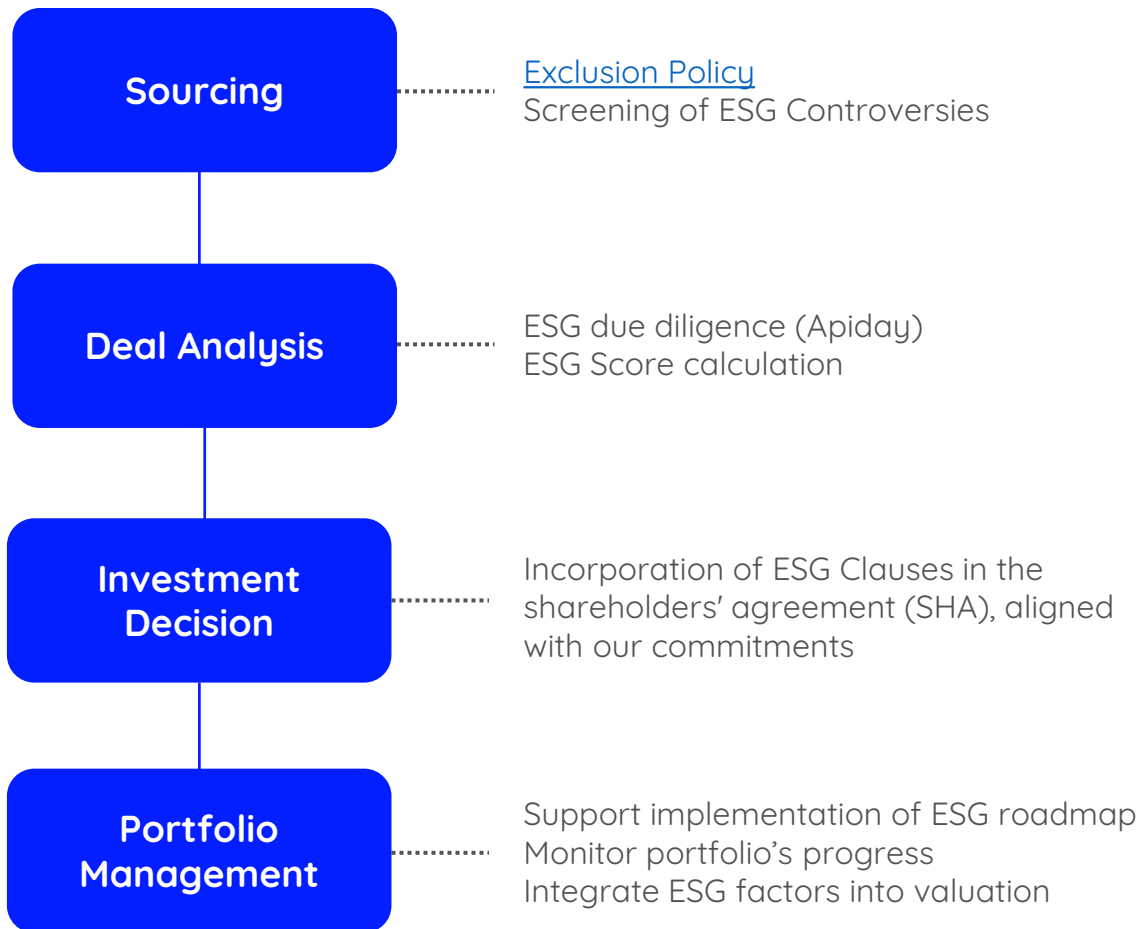 Sourcing
Exclusion Policy
Screening of ESG Controversies
Deal Analysis
ESG due diligence (Apiday)
ESG Score calculation
Investment
Decision
Incorporation of ESG Clauses in the
shareholders' agreement (SHA), aligned
with our commitments
Portfolio
Management
Support implementation of ESG roadmap
Monitor portfolio’s progress
Integrate ESG factors into valuation